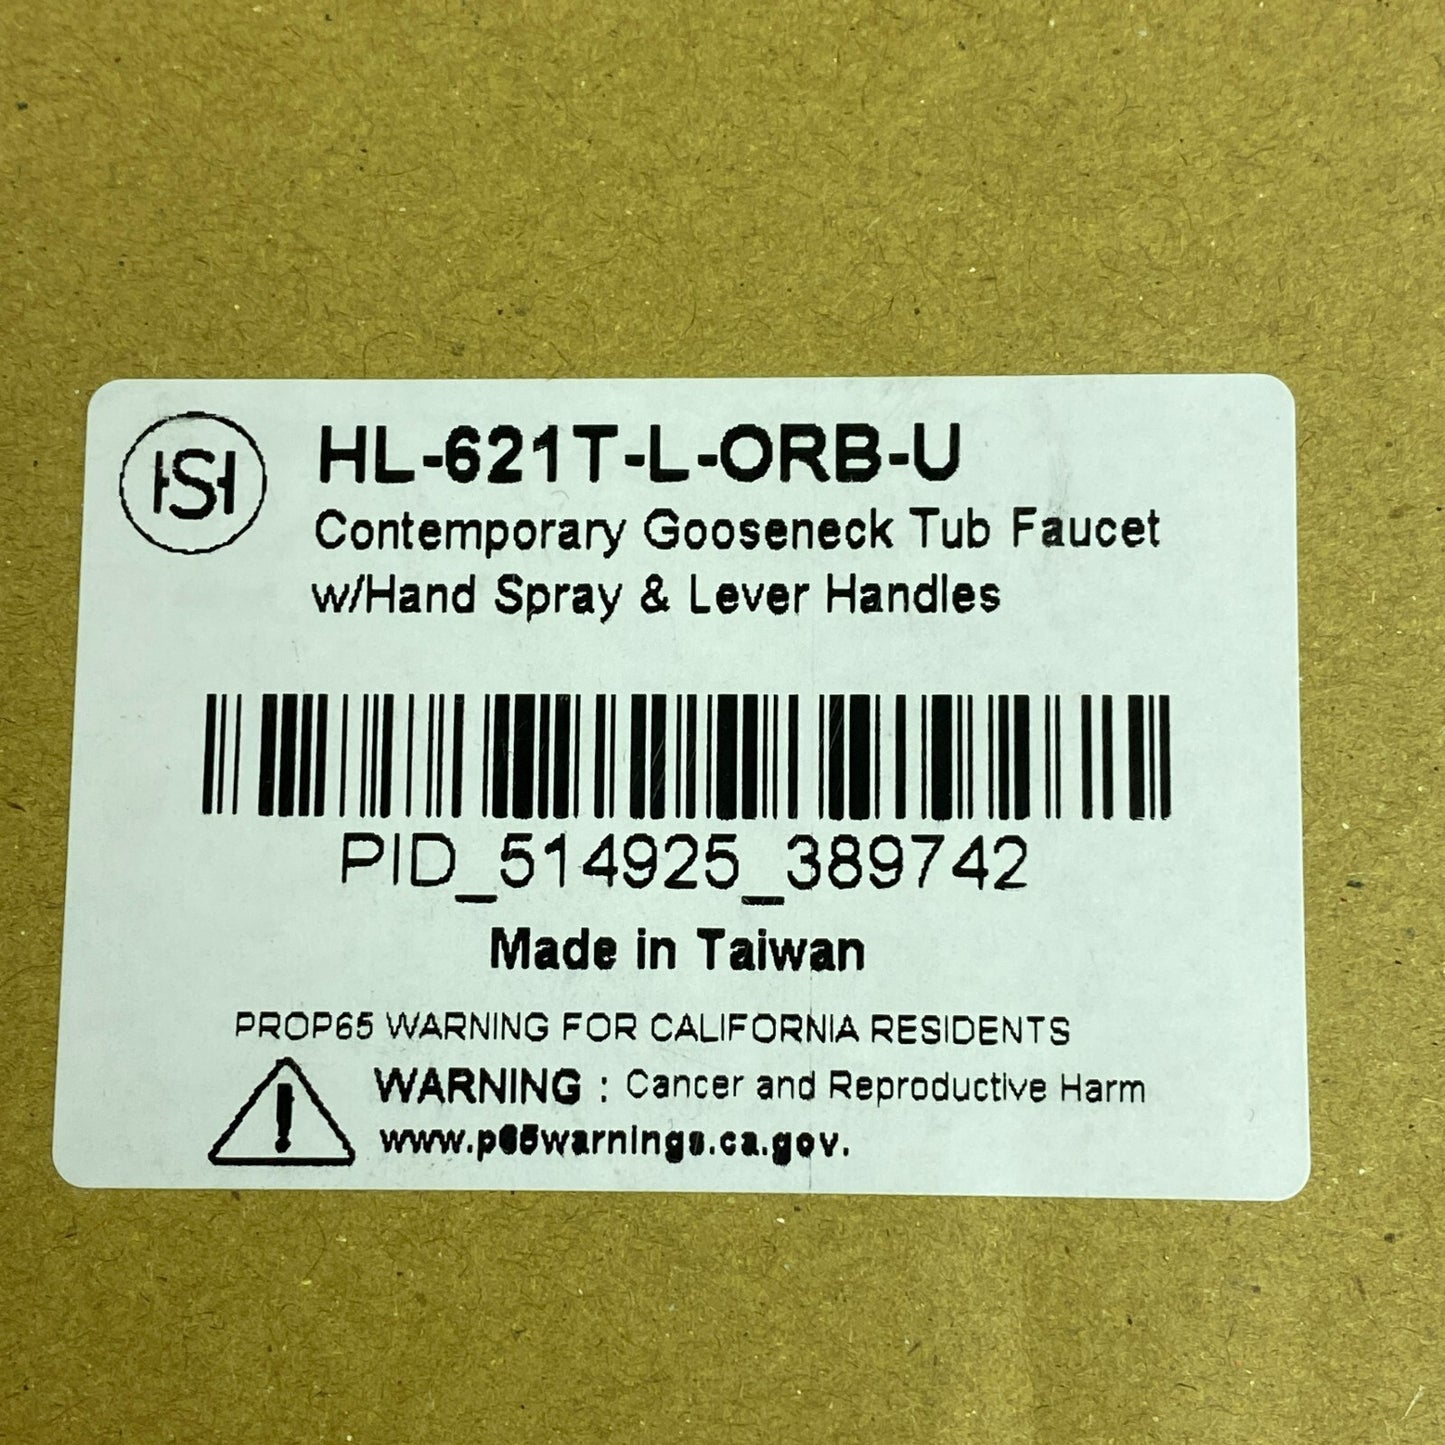 HSH
HL-621T-L-ORB-U
Contemporary Gooseneck Tub Faucet
w/Hand Spray & Lever Handles
PID_514925_389742
Made in Taiwan
PROP65 WARNING FOR CALIFORNIA RESIDENTS
WARNING : Cancer and Reproductive Harm
www.p65warnings.ca.gov.